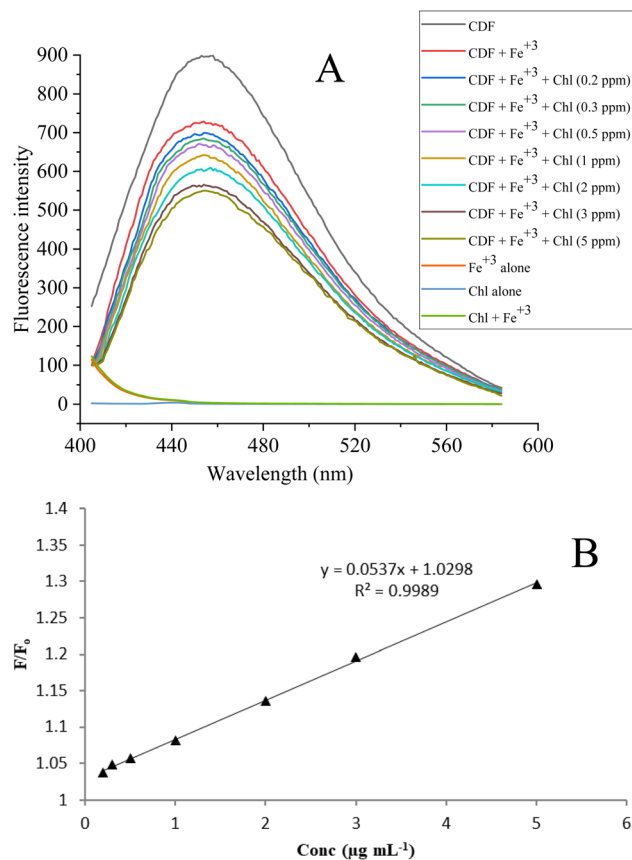 A
CDF
CDF + Fe⁺³
CDF + Fe⁺³ + Chl (0.2 ppm)
CDF + Fe⁺³ + Chl (0.3 ppm)
CDF + Fe⁺³ + Chl (0.5 ppm)
CDF + Fe⁺³ + Chl (1 ppm)
CDF + Fe⁺³ + Chl (2 ppm)
CDF + Fe⁺³ + Chl (3 ppm)
CDF + Fe⁺³ + Chl (5 ppm)
Fe⁺³ alone
Chl alone
Chl + Fe⁺³
Fluorescence intensity
900
800
700
600
500
400
300
200
100
0
400 440 480 520 560 600
Wavelength (nm)
B
y = 0.0537x + 1.0298
R² = 0.9989
F/Fₒ
1.4
1.35
1.3
1.25
1.2
1.15
1.1
1.05
1
0 1 2 3 4 5 6
Conc (µg mL⁻¹)